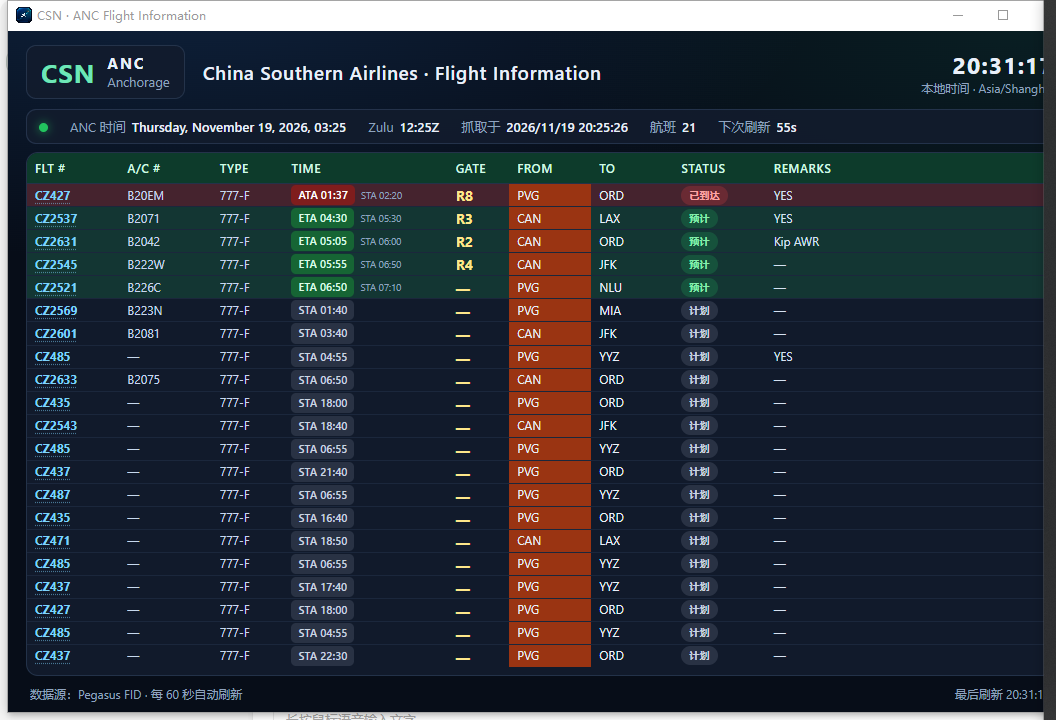 CSN · ANC Flight Information
CSN ANC Anchorage China Southern Airlines · Flight Information 20:31:17
本地时间 · Asia/Shangh
ANC 时间 Thursday, November 19, 2026, 03:25 Zulu 12:25Z 抓取于 2026/11/19 20:25:26 航班 21 下次刷新 55s
FLT # A/C # TYPE TIME GATE FROM TO STATUS REMARKS
CZ427 B20EM 777-F ATA 01:37 STA 02:20 R8 PVG ORD 已到达 YES
CZ2537 B2071 777-F ETA 04:30 STA 05:30 R3 CAN LAX 预计 YES
CZ2631 B2042 777-F ETA 05:05 STA 06:00 R2 CAN ORD 预计 Kip AWR
CZ2545 B222W 777-F ETA 05:55 STA 06:50 R4 CAN JFK 预计 —
CZ2521 B226C 777-F ETA 06:50 STA 07:10 — PVG NLU 预计 —
CZ2569 B223N 777-F STA 01:40 — PVG MIA 计划 —
CZ2601 B2081 777-F STA 03:40 — CAN JFK 计划 —
CZ485 — 777-F STA 04:55 — PVG YYZ 计划 YES
CZ2633 B2075 777-F STA 06:50 — CAN ORD 计划 —
CZ435 — 777-F STA 18:00 — PVG ORD 计划 —
CZ2543 — 777-F STA 18:40 — CAN JFK 计划 —
CZ485 — 777-F STA 06:55 — PVG YYZ 计划 —
CZ437 — 777-F STA 21:40 — PVG ORD 计划 —
CZ487 — 777-F STA 06:55 — PVG YYZ 计划 —
CZ435 — 777-F STA 16:40 — PVG ORD 计划 —
CZ471 — 777-F STA 18:50 — CAN LAX 计划 —
CZ485 — 777-F STA 06:55 — PVG YYZ 计划 —
CZ437 — 777-F STA 17:40 — PVG YYZ 计划 —
CZ427 — 777-F STA 18:00 — PVG ORD 计划 —
CZ485 — 777-F STA 04:55 — PVG YYZ 计划 —
CZ437 — 777-F STA 22:30 — PVG ORD 计划 —
数据源: Pegasus FID · 每 60 秒自动刷新 最后刷新 20:31:1